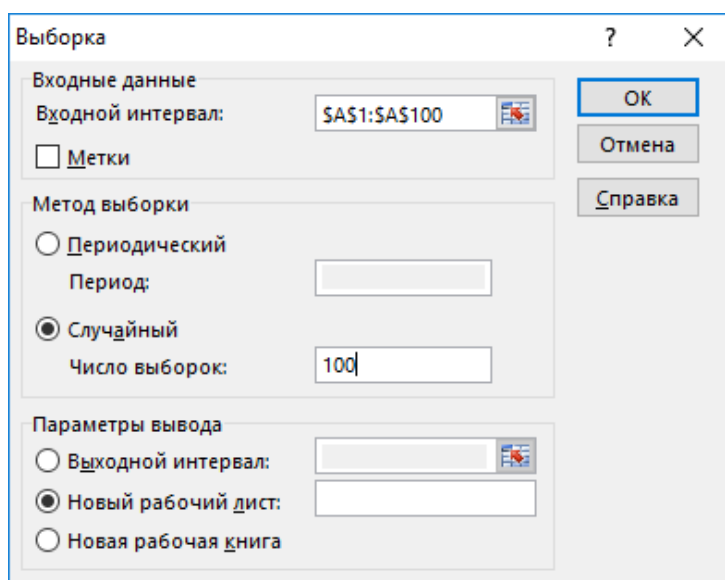 Выборка
Входные данные
Входной интервал: $A$1:$A$100
Метки
Метод выборки
Периодический
Период:
Случайный
Число выборок: 100
Параметры вывода
Выходной интервал:
Новый рабочий лист:
Новая рабочая книга
?
ОК
Отмена
Справка